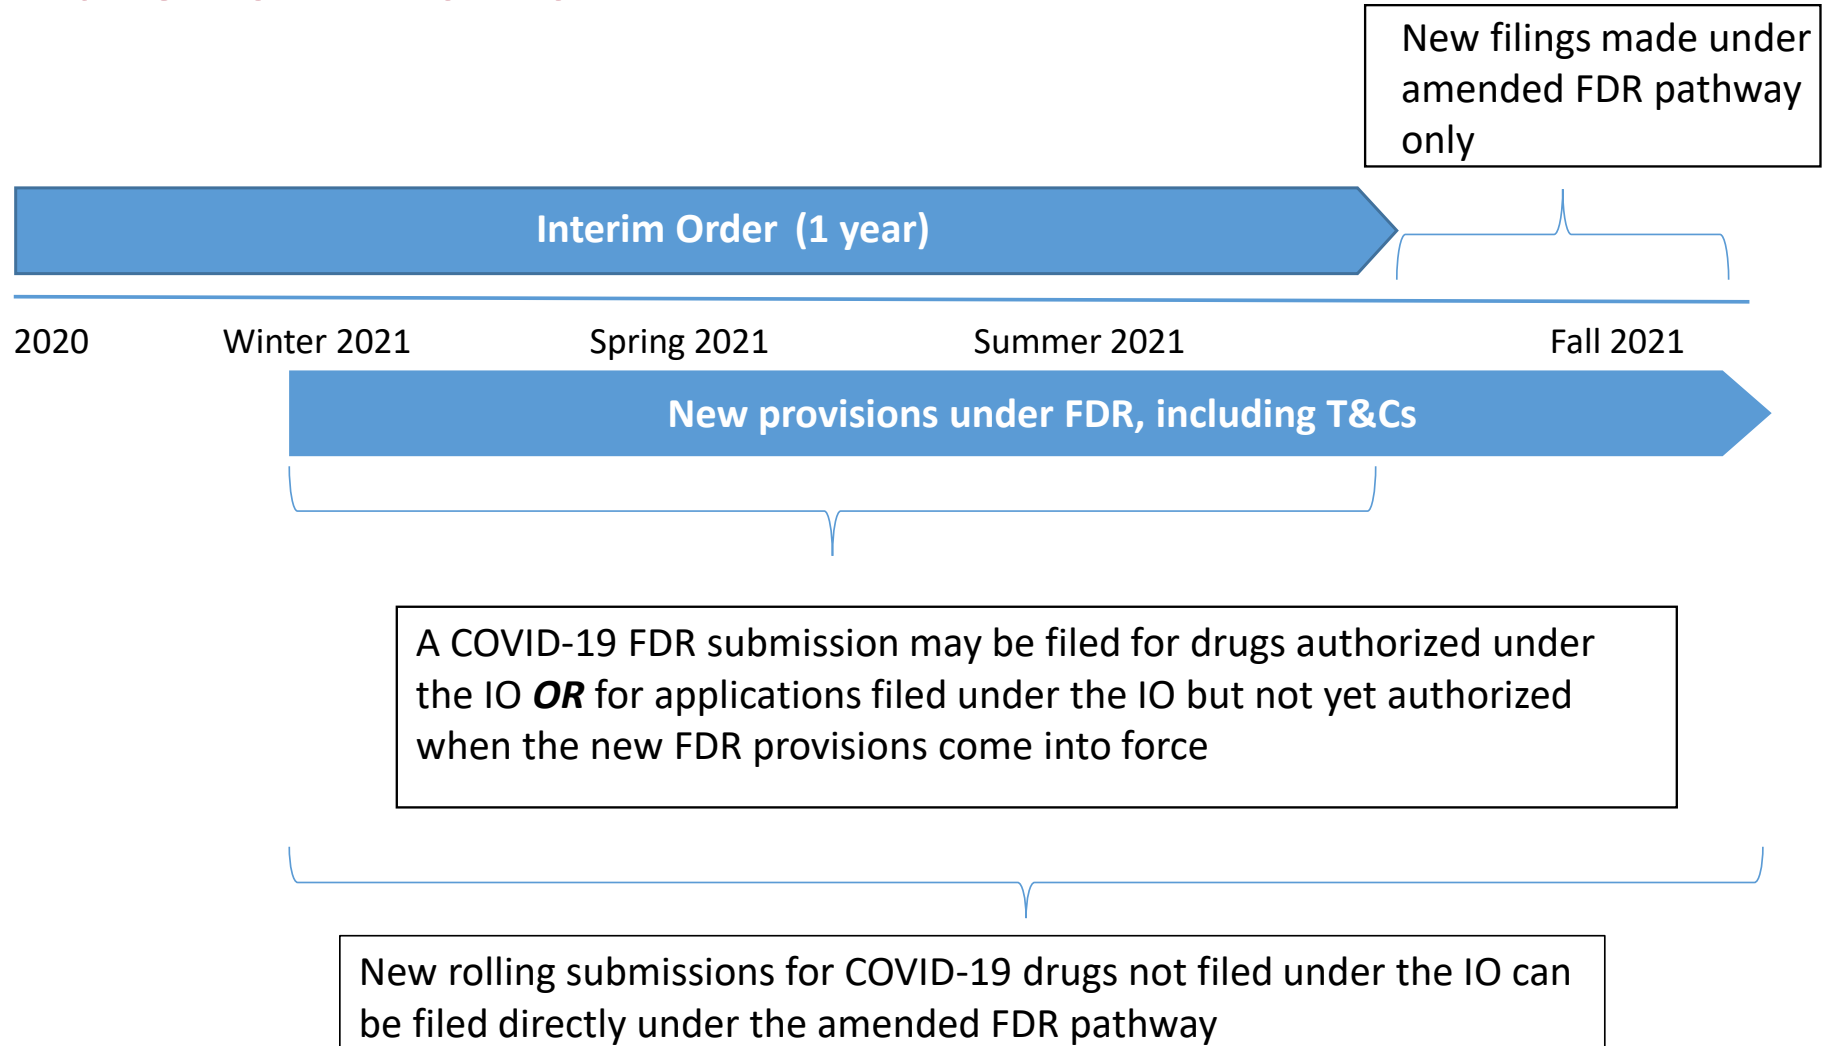 New filings made under
amended FDR pathway
only
Interim Order (1 year)
2020 Winter 2021 Spring 2021 Summer 2021 Fall 2021
New provisions under FDR, including T&Cs
A COVID-19 FDR submission may be filed for drugs authorized under
the IO OR for applications filed under the IO but not yet authorized
when the new FDR provisions come into force
New rolling submissions for COVID-19 drugs not filed under the IO can
be filed directly under the amended FDR pathway